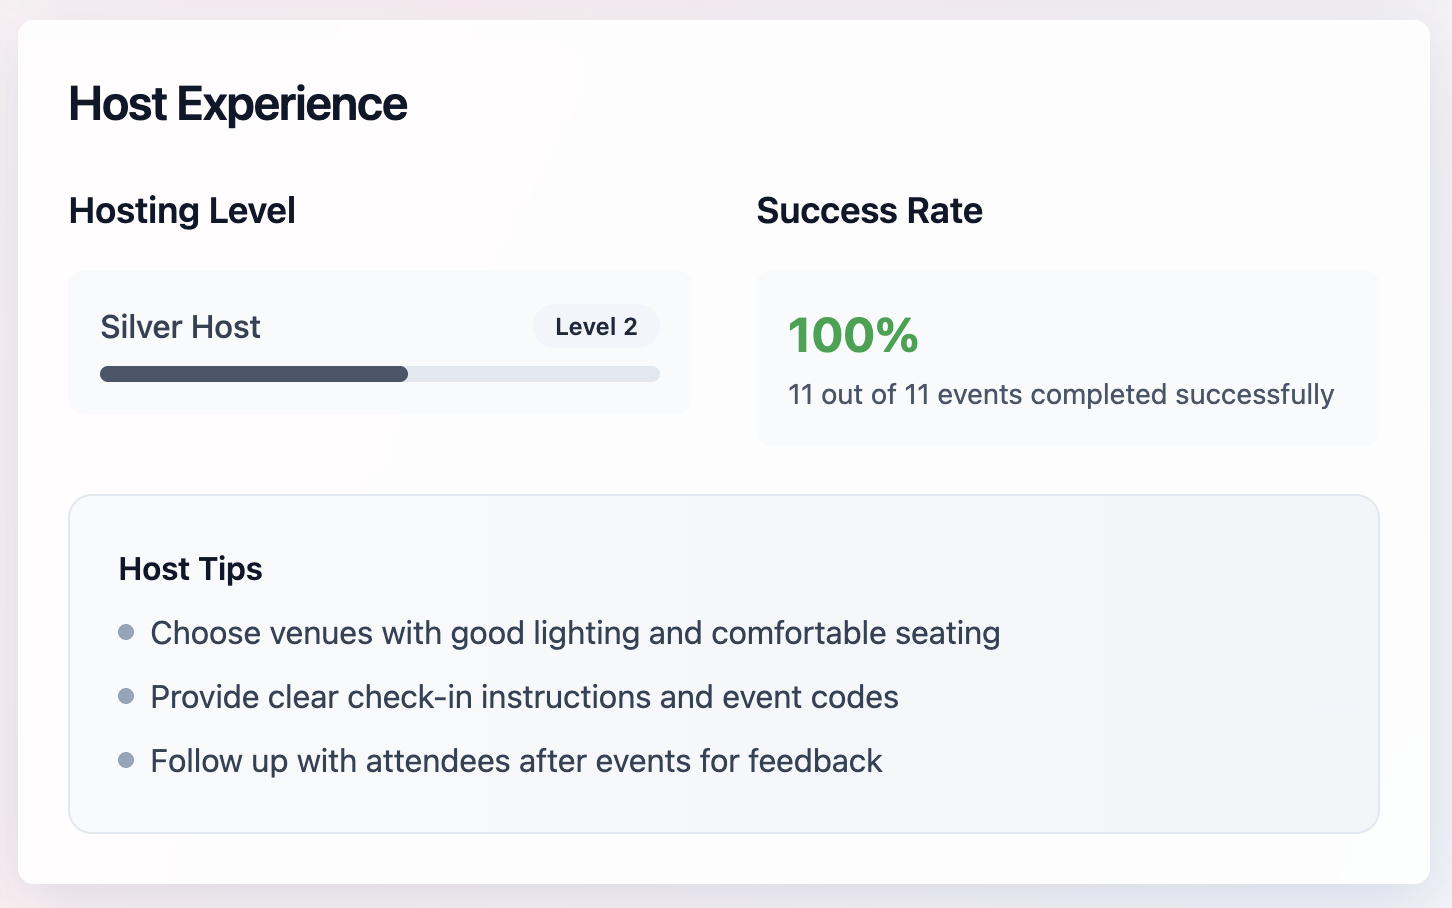 Host Experience
Hosting Level
Silver Host
Level 2
Success Rate
100%
11 out of 11 events completed successfully
Host Tips
Choose venues with good lighting and comfortable seating
Provide clear check-in instructions and event codes
Follow up with attendees after events for feedback